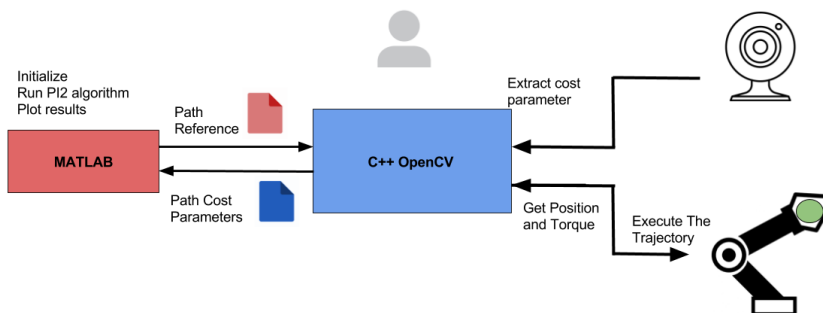 Initialize
Run PI2 algorithm
Plot results
Path
Reference
MATLAB
Path Cost
Parameters
C++ OpenCV
Extract cost
parameter
Get Position
and Torque
Execute The
Trajectory